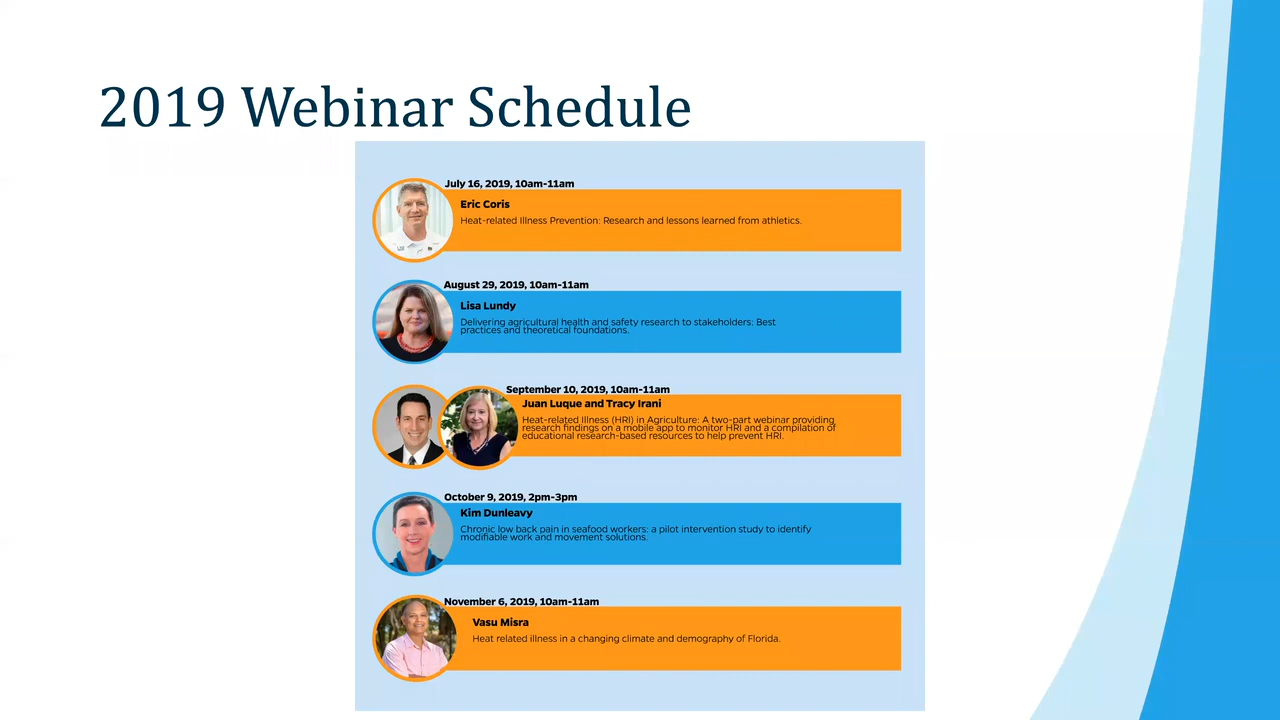 2019 Webinar Schedule
July 16, 2019, 10am-11am
Eric Coris
Heat-related Illness Prevention: Research and lessons learned from athletics.
August 29, 2019, 10am-11am
Lisa Lundy
Delivering agricultural health and safety research to stakeholders: Best
practices and theoretical foundations.
September 10, 2019, 10am-11am
Juan Luque and Tracy Irani
Heat-related Illness (HRI) in Agriculture: A two-part webinar providing
research findings on a mobile app to monitor HRI and a compilation of
educational research-based resources to help prevent HRI.
October 9, 2019, 2pm-3pm
Kim Dunleavy
Chronic low back pain in seafood workers: a pilot intervention study to identify
modifiable work and movement solutions.
November 6, 2019, 10am-11am
Vasu Misra
Heat related illness in a changing climate and demography of Florida.